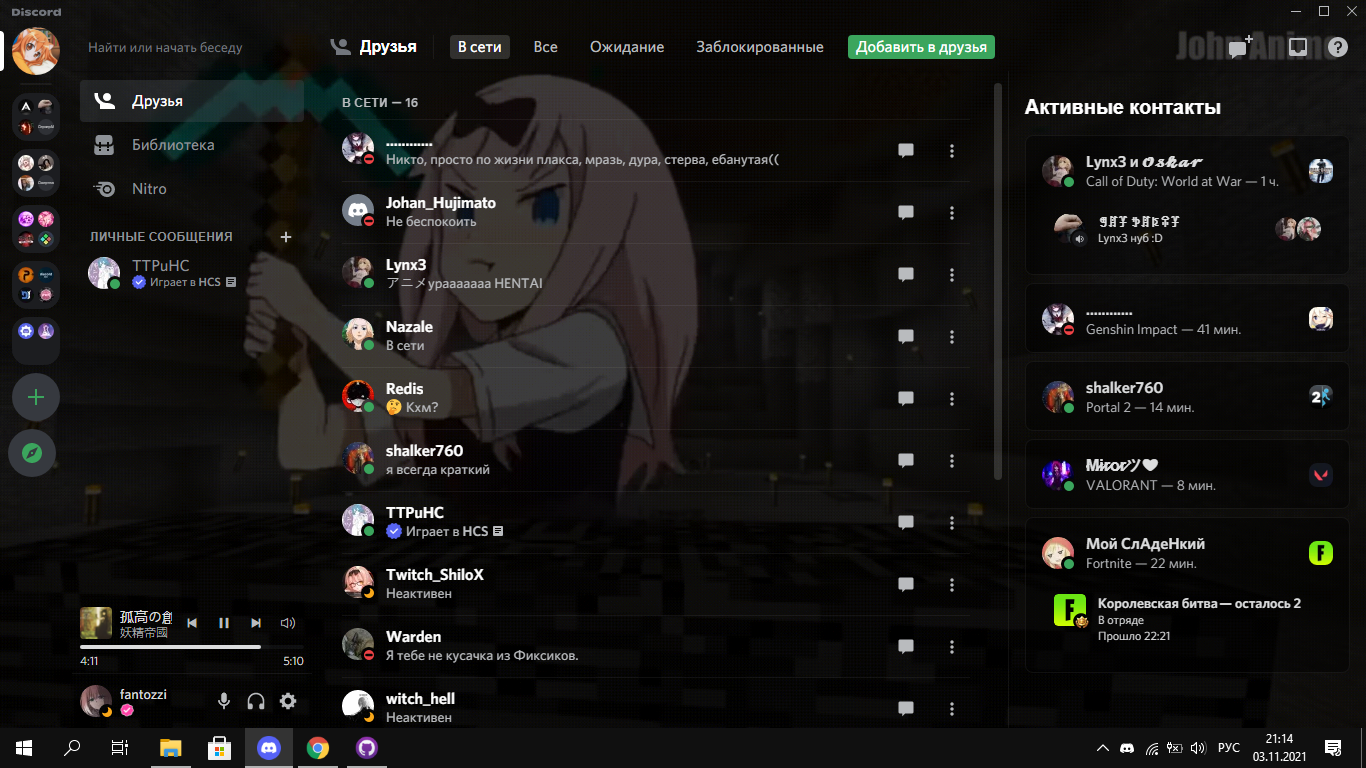 Discord
Найти или начать беседу
Друзья
В сети
Все
Ожидание
Заблокированные
Добавить в друзья
John Anime
Друзья
Библиотека
Nitro
ЛИЧНЫЕ СООБЩЕНИЯ
TTPuHC
Играет в HCS
孤高の創
妖精帝國
4:11
5:10
fantozzi
В СЕТИ — 16
............
Никто, просто по жизни плакса, мразь, дура, стерва, ебанутая((
Johan_Hujimato
Не беспокоить
Lynx3
アニメураааааааа HENTAI
Nazale
В сети
Redis
🤔 Кхм?
shalker760
я всегда краткий
TTPuHC
Играет в HCS
Twitch_ShiloX
Неактивен
Warden
Я тебе не кусачка из Фиксиков.
witch_hell
Неактивен
Активные контакты
Lynx3 и 𝓞𝓼𝓴𝓪𝓻
Call of Duty: World at War — 1 ч.
Lynx3 нуб :D
............
Genshin Impact — 41 мин.
shalker760
Portal 2 — 14 мин.
Mirorツ🤍
VALORANT — 8 мин.
Мой СлАдеНкий
Fortnite — 22 мин.
Королевская битва — осталось 2
В отряде
Прошло 22:21
РУС
21:14
03.11.2021